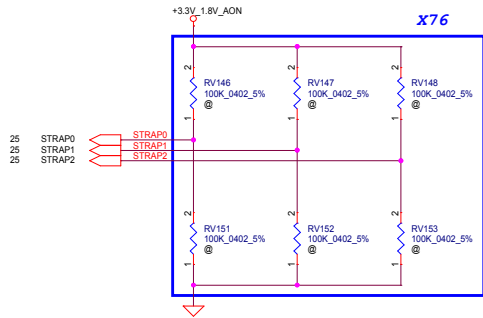 +3.3V_1.8V_AON
X76
2 2 2
RV146 RV147 RV148
100K_0402_5% 100K_0402_5% 100K_0402_5%
@ @ @
1 1 1
25 STRAP0 STRAP0
25 STRAP1 STRAP1
25 STRAP2 STRAP2
2 2 2
RV151 RV152 RV153
100K_0402_5% 100K_0402_5% 100K_0402_5%
@ @ @
1 1 1